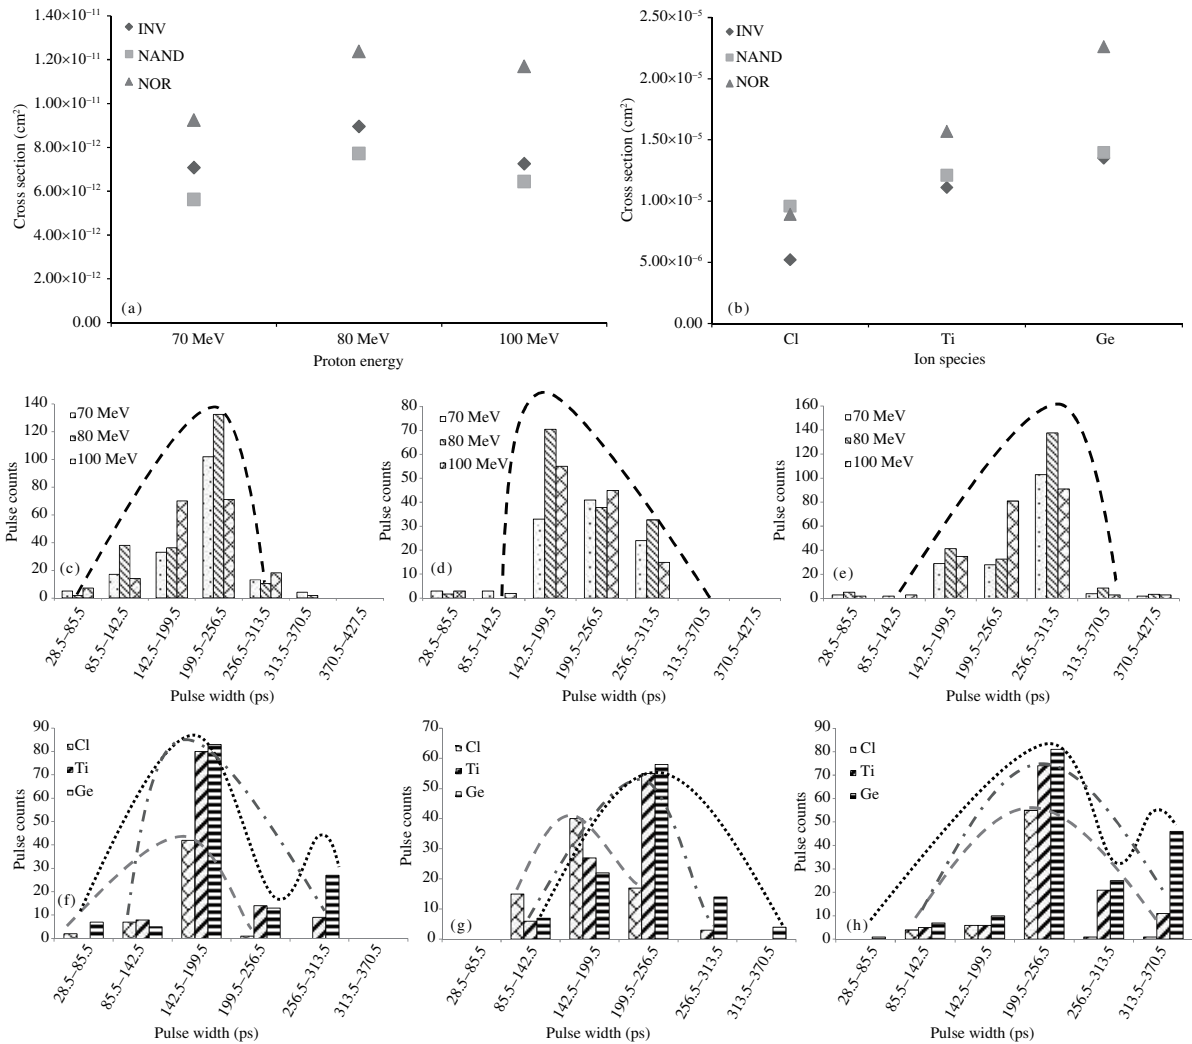 1.40×10⁻¹¹
1.20×10⁻¹¹
1.00×10⁻¹¹
8.00×10⁻¹²
6.00×10⁻¹²
4.00×10⁻¹²
2.00×10⁻¹²
0.00
Cross section (cm²)
INV
NAND
NOR
(a)
70 MeV 80 MeV 100 MeV
Proton energy
2.50×10⁻⁵
2.00×10⁻⁵
1.50×10⁻⁵
1.00×10⁻⁵
5.00×10⁻⁶
0.00
Cross section (cm²)
INV
NAND
NOR
(b)
Cl Ti Ge
Ion species
140
120
100
80
60
40
20
0
Pulse counts
70 MeV
80 MeV
100 MeV
(c)
28.5–85.5
85.5–142.5
142.5–199.5
199.5–256.5
256.5–313.5
313.5–370.5
370.5–427.5
Pulse width (ps)
80
70
60
50
40
30
20
10
0
Pulse counts
70 MeV
80 MeV
100 MeV
(d)
28.5–85.5
85.5–142.5
142.5–199.5
199.5–256.5
256.5–313.5
313.5–370.5
370.5–427.5
Pulse width (ps)
160
140
120
100
80
60
40
20
0
Pulse counts
70 MeV
80 MeV
100 MeV
(e)
28.5–85.5
85.5–142.5
142.5–199.5
199.5–256.5
256.5–313.5
313.5–370.5
370.5–427.5
Pulse width (ps)
90
80
70
60
50
40
30
20
10
0
Pulse counts
Cl
Ti
Ge
(f)
28.5–85.5
85.5–142.5
142.5–199.5
199.5–256.5
256.5–313.5
313.5–370.5
Pulse width (ps)
70
60
50
40
30
20
10
0
Pulse counts
Cl
Ti
Ge
(g)
28.5–85.5
85.5–142.5
142.5–199.5
199.5–256.5
256.5–313.5
313.5–370.5
Pulse width (ps)
90
80
70
60
50
40
30
20
10
0
Pulse counts
Cl
Ti
Ge
(h)
28.5–85.5
85.5–142.5
142.5–199.5
199.5–256.5
256.5–313.5
313.5–370.5
Pulse width (ps)